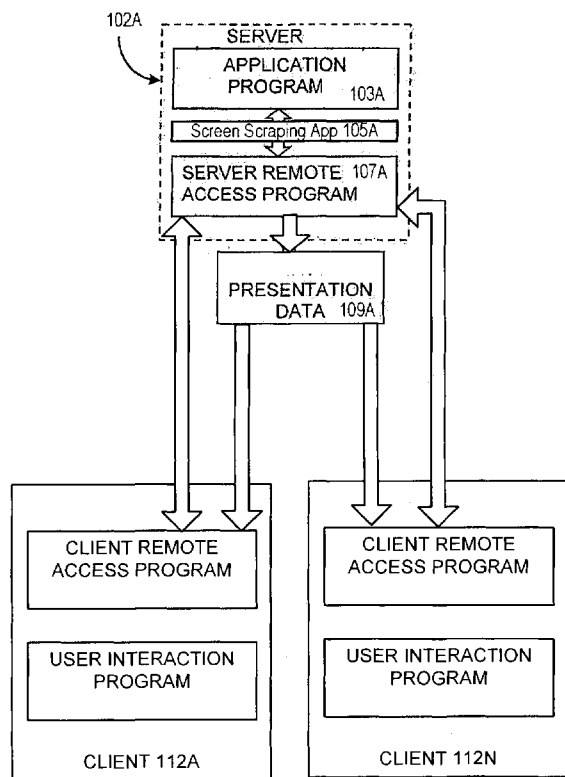 102A
SERVER
APPLICATION
PROGRAM
103A
Screen Scraping App 105A
SERVER REMOTE 107A
ACCESS PROGRAM
PRESENTATION
DATA 109A
CLIENT REMOTE
ACCESS PROGRAM
USER INTERACTION
PROGRAM
CLIENT 112A
CLIENT REMOTE
ACCESS PROGRAM
USER INTERACTION
PROGRAM
CLIENT 112N